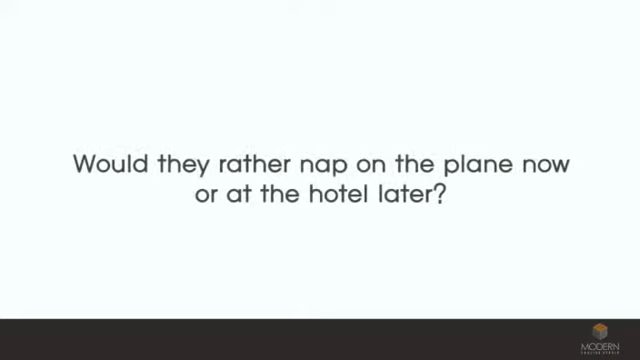 Would they rather nap on the plane now
or at the hotel later?
MODERN